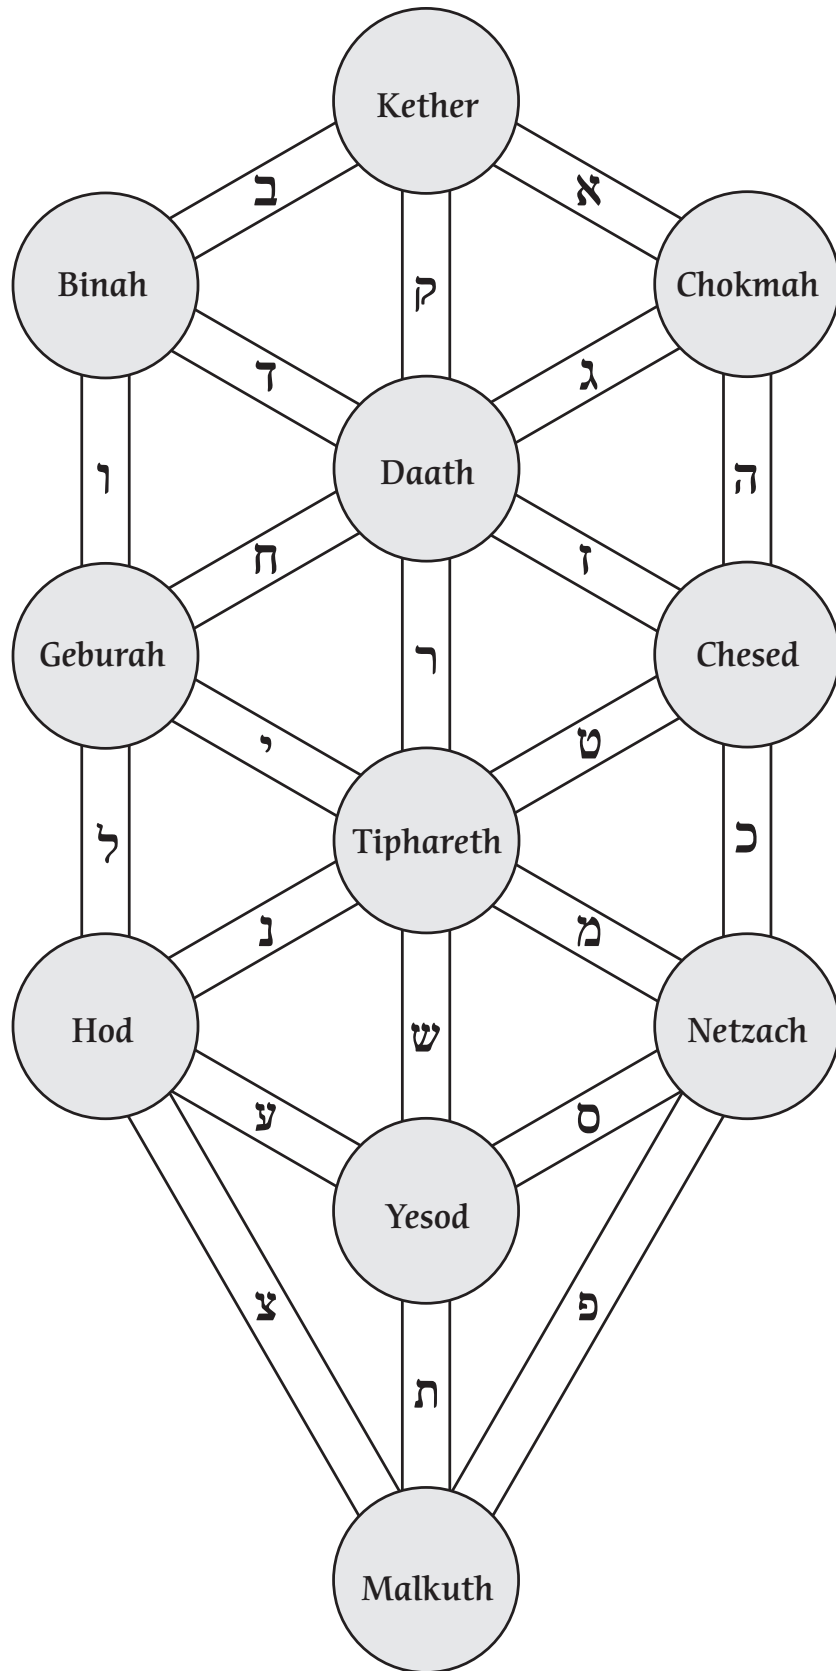 Kether
ב
א
Binah
ק
Chokmah
ד
ג
Daath
ו
ה
ח
ז
Geburah
ר
Chesed
י
ט
Tiphareth
ל
כ
נ
מ
Hod
ש
Netzach
ע
ס
Yesod
צ
פ
ת
Malkuth